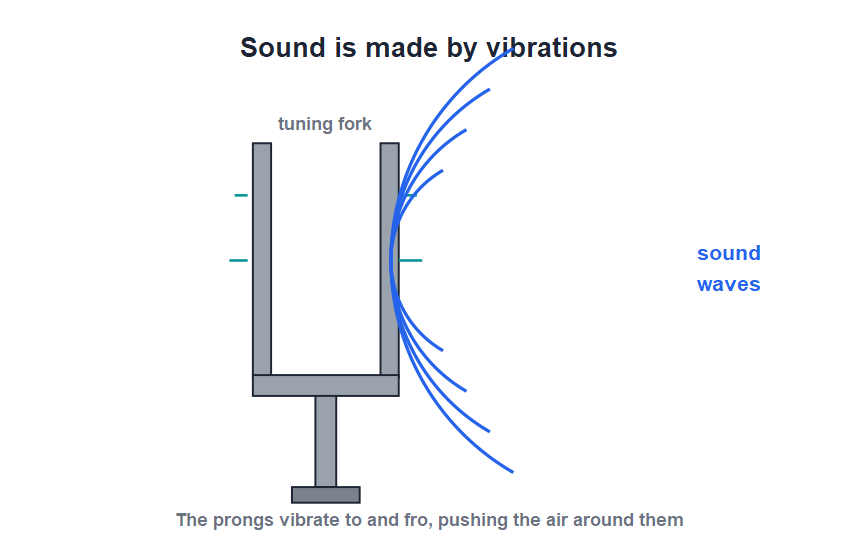 Sound is made by vibrations
tuning fork
sound
waves
The prongs vibrate to and fro, pushing the air around them